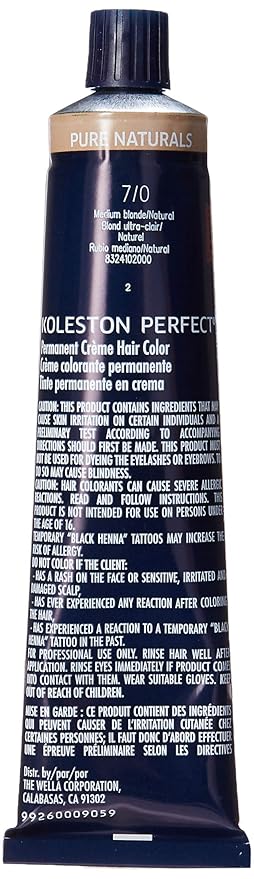 PURE NATURALS
7/0
Medium blonde/Natural
Blond ultra-clair/
Naturel
Rubio mediano/Natural
8324102000
2
KOLESTON PERFECT®
Permanent Crème Hair Color
Crème colorante permanente
Tinte permanente en crema
CAUTION: THIS PRODUCT CONTAINS INGREDIENTS THAT MAY
CAUSE SKIN IRRITATION ON CERTAIN INDIVIDUALS AND A
PRELIMINARY TEST ACCORDING TO ACCOMPANYING
DIRECTIONS SHOULD FIRST BE MADE. THIS PRODUCT MUST
NOT BE USED FOR DYEING THE EYELASHES OR EYEBROWS. TO
DO SO MAY CAUSE BLINDNESS.
CAUTION: HAIR COLORANTS CAN CAUSE SEVERE ALLERGIC
REACTIONS. READ AND FOLLOW INSTRUCTIONS. THIS
PRODUCT IS NOT INTENDED FOR USE ON PERSONS UNDER
THE AGE OF 16.
TEMPORARY "BLACK HENNA" TATTOOS MAY INCREASE THE
RISK OF ALLERGY.
DO NOT COLOR IF THE CLIENT:
- HAS A RASH ON THE FACE OR SENSITIVE, IRRITATED AND
DAMAGED SCALP,
- HAS EVER EXPERIENCED ANY REACTION AFTER COLORING
THE HAIR,
- HAS EXPERIENCED A REACTION TO A TEMPORARY "BLACK
HENNA" TATTOO IN THE PAST.
FOR PROFESSIONAL USE ONLY. RINSE HAIR WELL AFTER
APPLICATION. RINSE EYES IMMEDIATELY IF PRODUCT COMES
INTO CONTACT WITH THEM. WEAR SUITABLE GLOVES. KEEP
OUT OF REACH OF CHILDREN.
MISE EN GARDE : CE PRODUIT CONTIENT DES INGRÉDIENTS
QUI PEUVENT CAUSER DE L'IRRITATION CUTANÉE CHEZ
CERTAINES PERSONNES; IL FAUT DONC D'ABORD EFFECTUER
UNE ÉPREUVE PRÉLIMINAIRE SELON LES DIRECTIVES
Distr. by/par/por
THE WELLA CORPORATION,
CALABASAS, CA 91302
99260009059